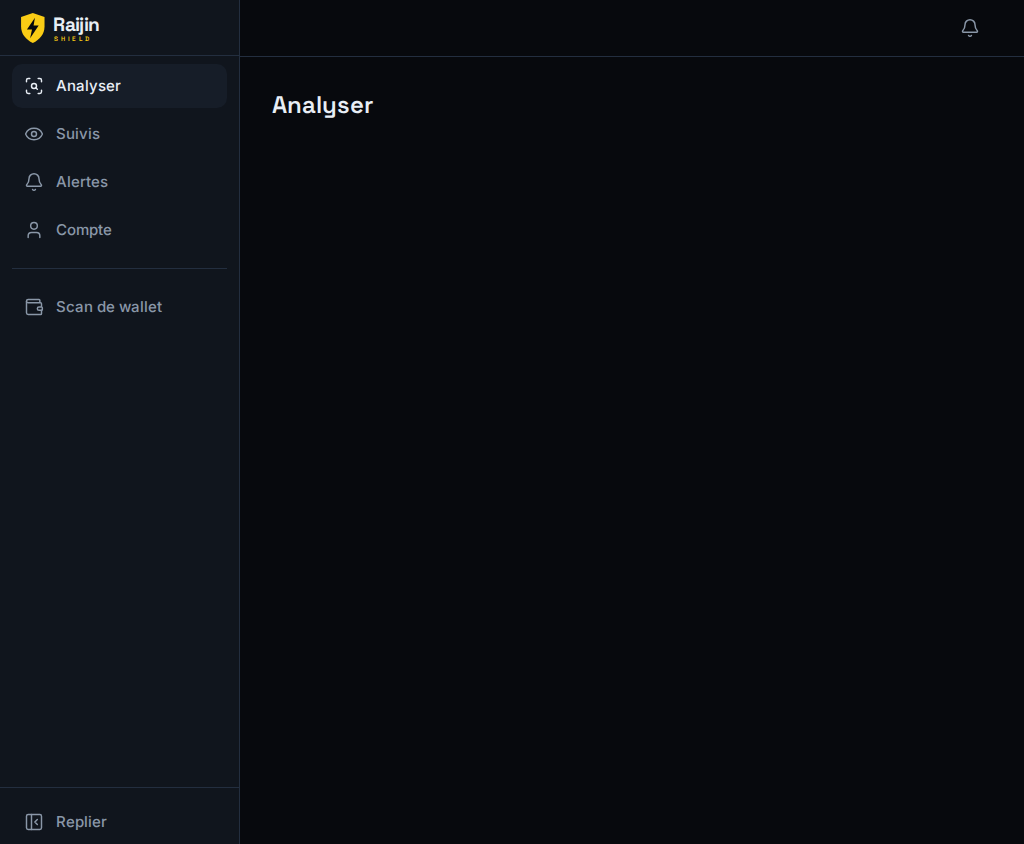 Raijin
SHIELD
Analyser
Suivis
Alertes
Compte
Scan de wallet
Replier
Analyser